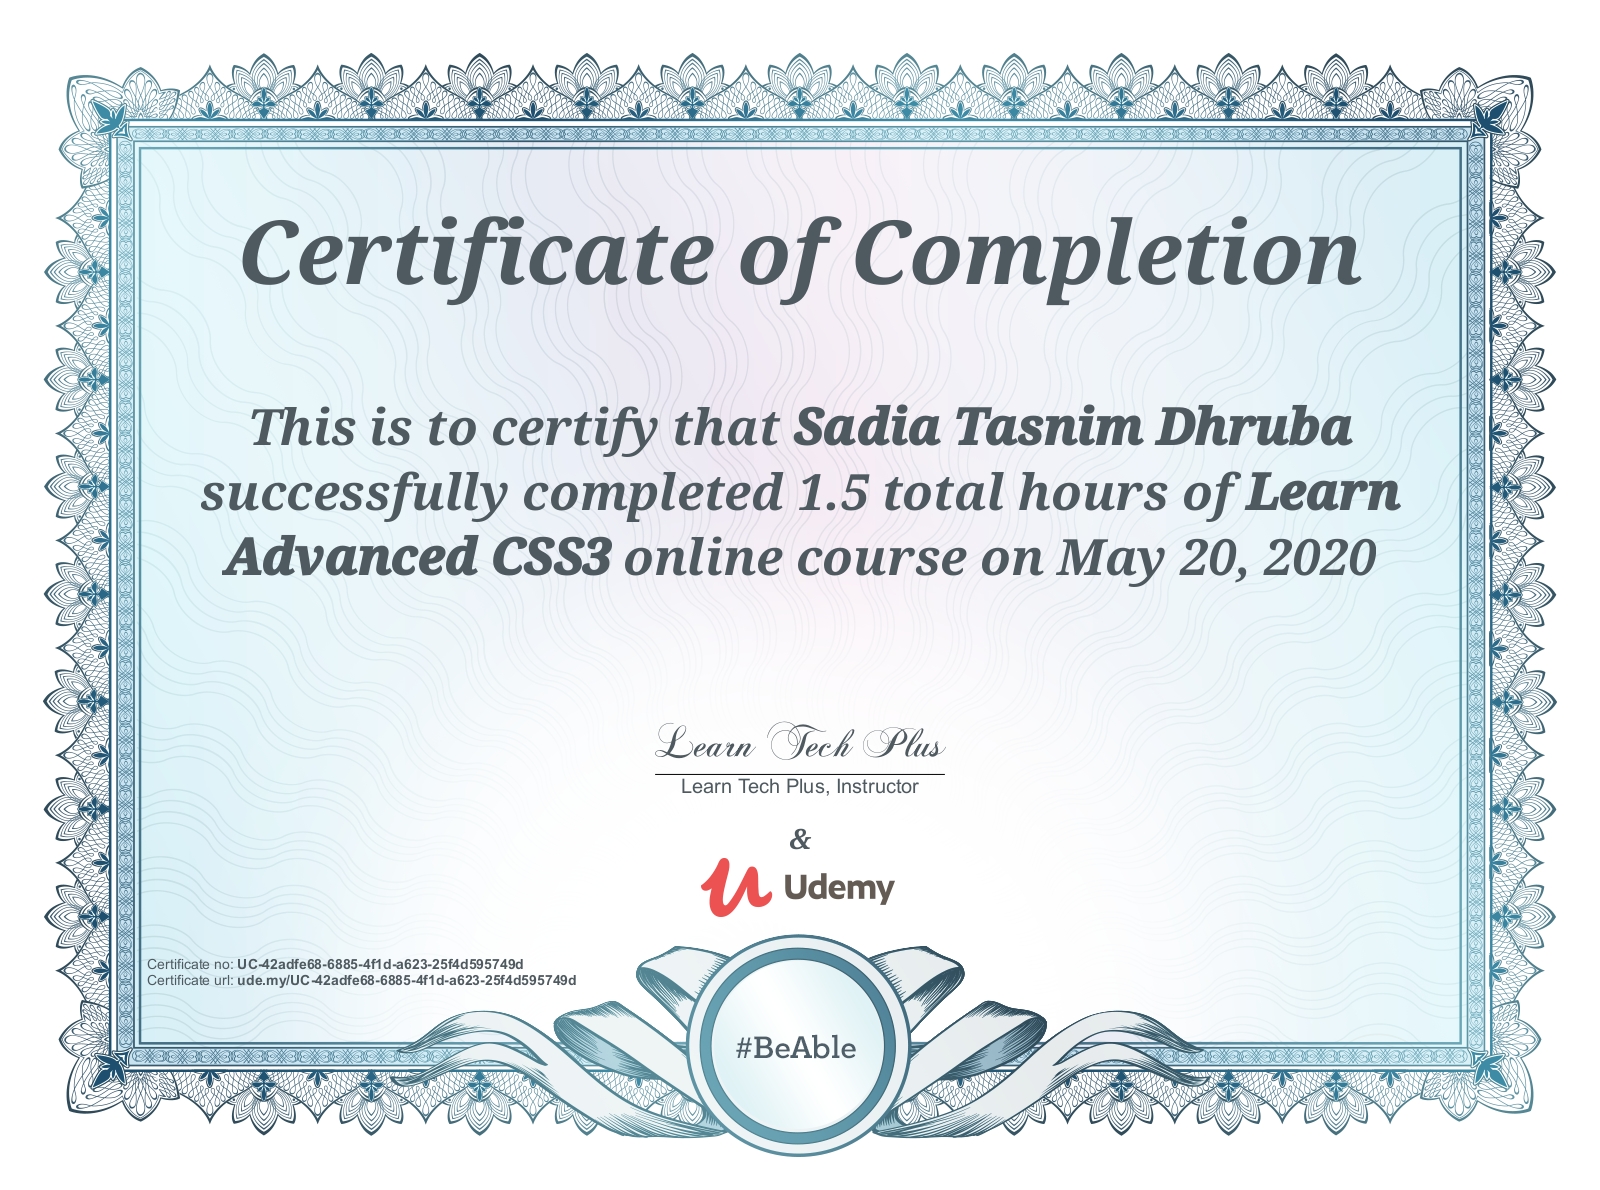 Certificate of Completion
This is to certify that Sadia Tasnim Dhruba
successfully completed 1.5 total hours of Learn
Advanced CSS3 online course on May 20, 2020
Learn Tech Plus
Learn Tech Plus, Instructor
&
Udemy
Certificate no: UC-42adfe68-6885-4f1d-a623-25f4d595749d
Certificate url: ude.my/UC-42adfe68-6885-4f1d-a623-25f4d595749d
#BeAble